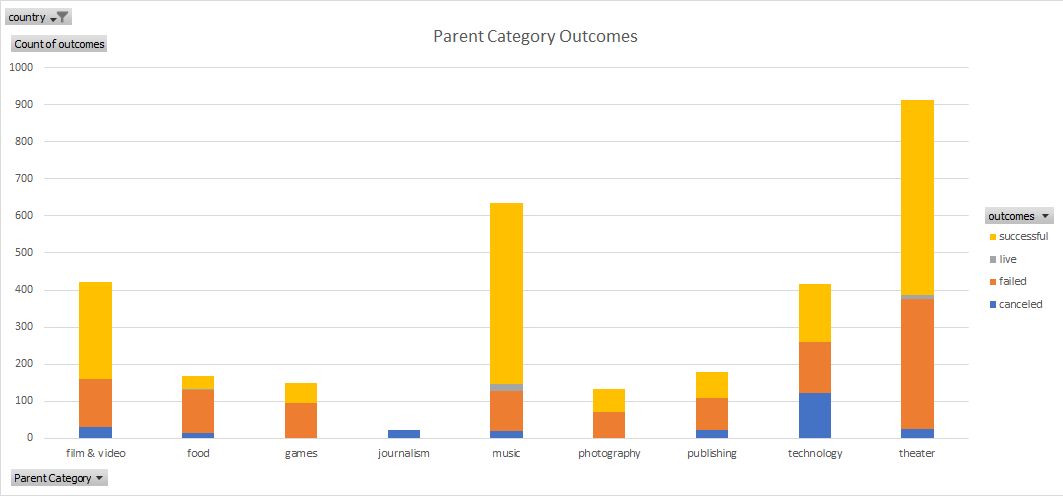 country
Count of outcomes
Parent Category Outcomes
1000
900
800
700
600
500
400
300
200
100
0
film & video
food
games
journalism
music
photography
publishing
technology
theater
outcomes
successful
live
failed
canceled
Parent Category